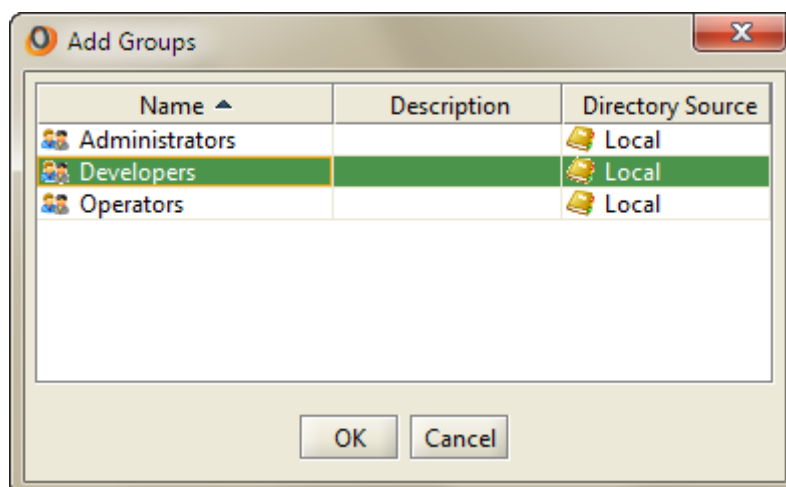 Add Groups
Name Description Directory Source
Administrators Local
Developers Local
Operators Local
OK Cancel